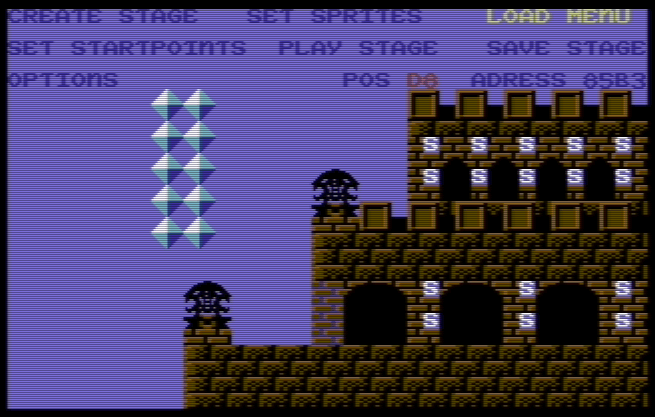 CREATE STAGE SET SPRITES LOAD MENU
SET STARTPOINTS PLAY STAGE SAVE STAGE
OPTIONS POS D8 ADRESS 85B3
S S S S S
S S S S S
S S S
S S S